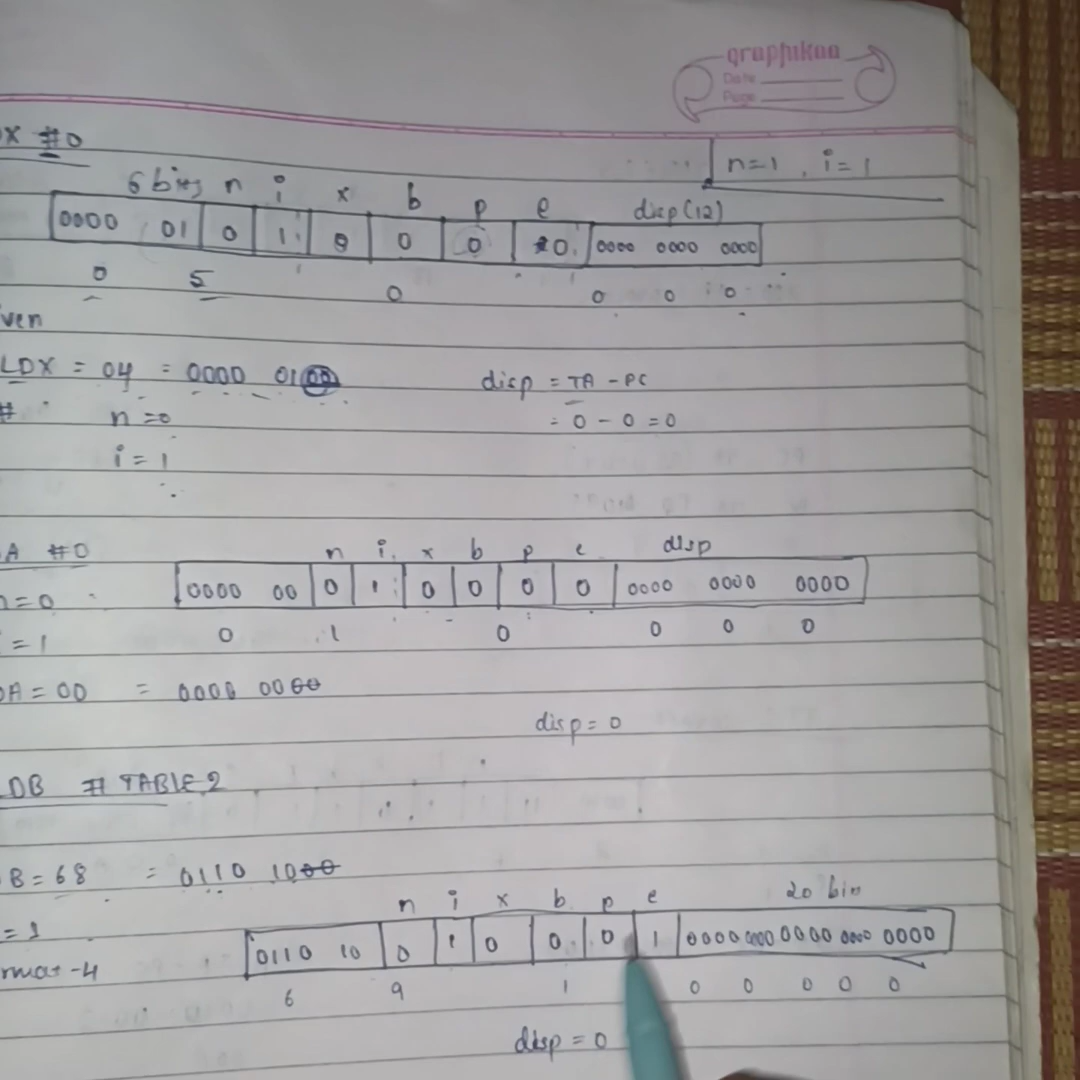 graphikaa
Date
Page
X #0
n=1, i=1
6 bits n i x b p e disp(12)
0000 01 0 1 0 0 0 0 0000 0000 0000
0 5 0 0 0 0
ven
LDX = 04 = 0000 01
disp = TA - PC
# n=0
= 0 - 0 = 0
i = 1
A #0
n i x b p e disp
0000 00 0 1 0 0 0 0 0000 0000 0000
n=0
= 1
0 1 0 0 0 0
A = 00 = 0000 0000
disp = 0
DB # TABLE2
B = 68 = 0110 1000
n i x b p e 20 bin
= 1
0110 10 0 1 0 0 0 1 0000 0000 0000 0000 0000
rmat-4
6 9 1 0 0 0 0 0
disp = 0